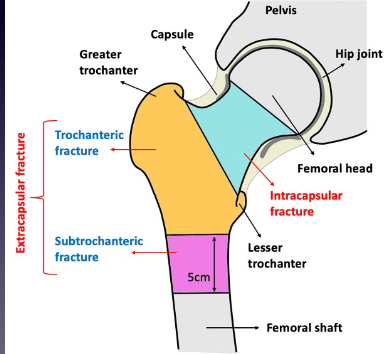 Pelvis
Capsule
Hip joint
Greater
trochanter
Extracapsular fracture
Trochanteric
fracture
Femoral head
Intracapsular
fracture
Subtrochanteric
fracture
Lesser
trochanter
5cm
Femoral shaft